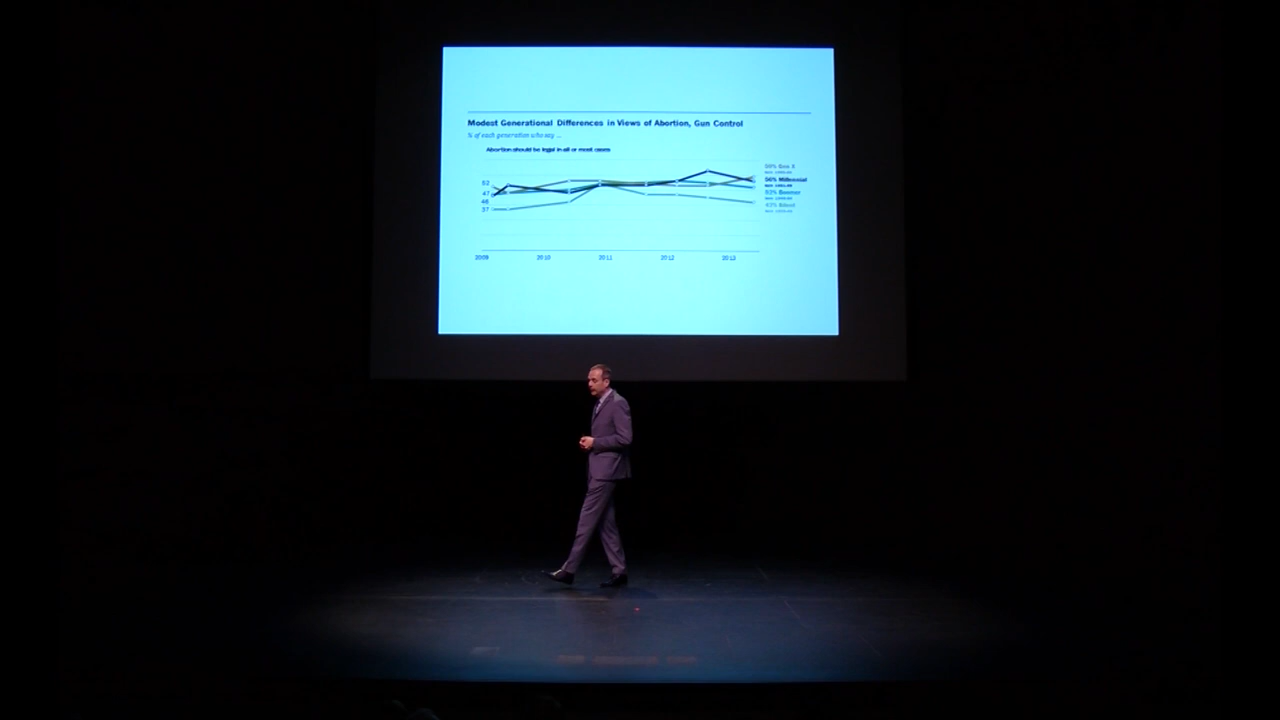 Modest Generational Differences in Views of Abortion, Gun Control
% of each generation who say ...
Abortion should be legal in all or most cases
52
47
46
37
56% Millennial
2009 2010 2011 2012 2013